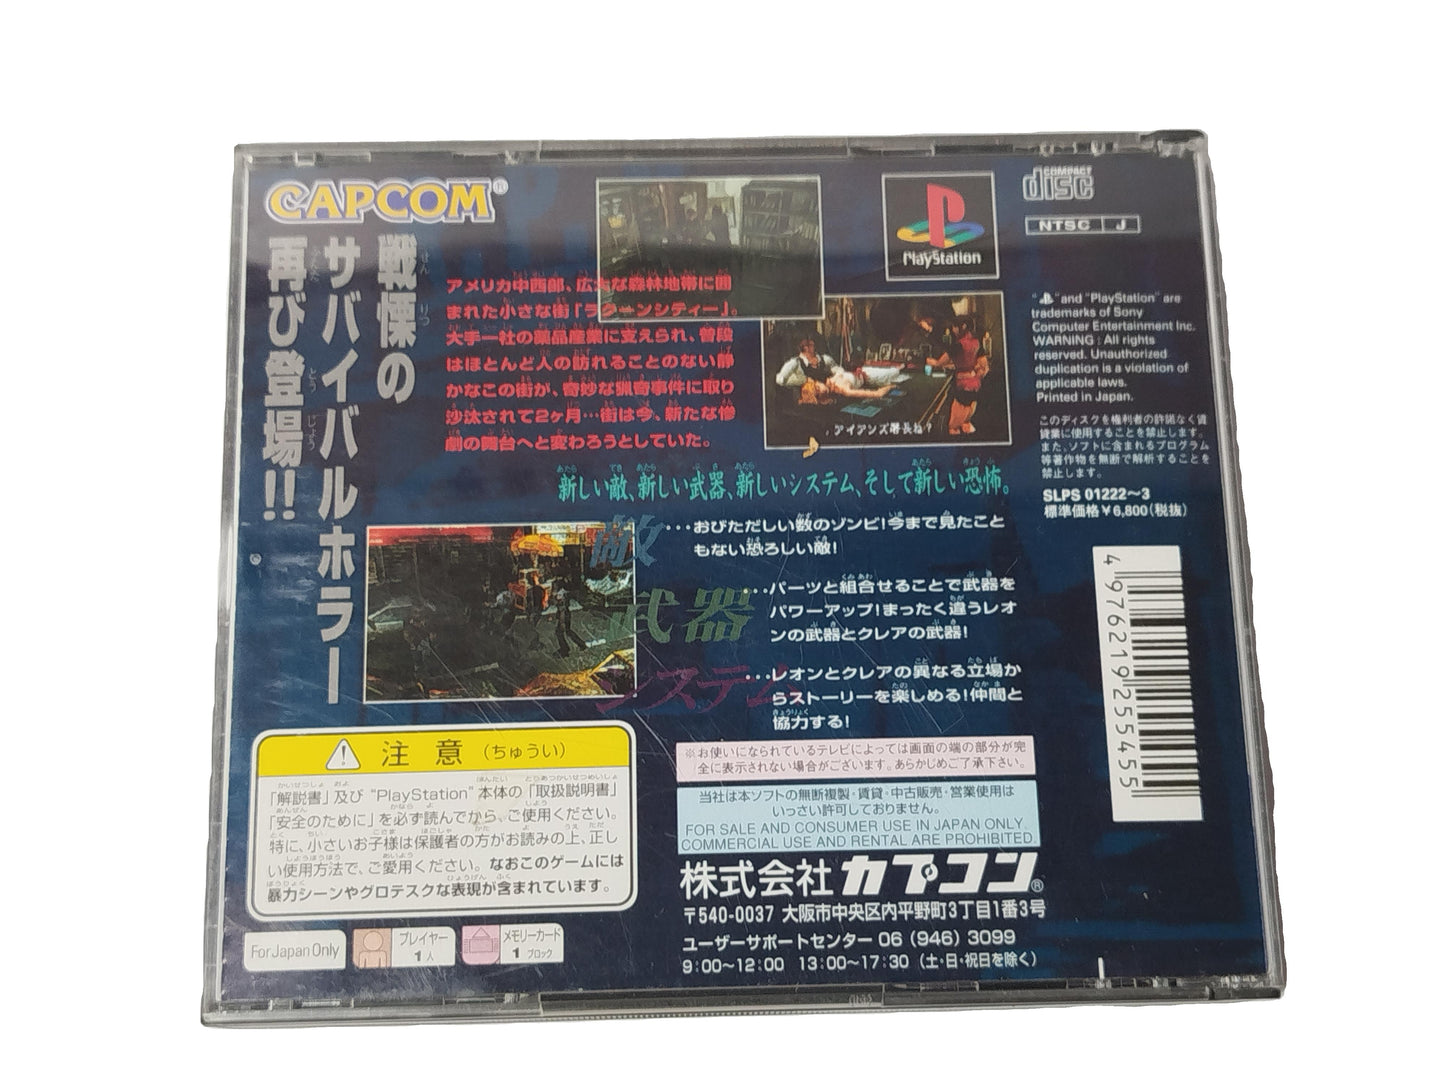 CAPCOM®
戦慄の
サバイバルホラー
再び登場!!
アメリカ中西部、広大な森林地帯に囲
まれた小さな街「ラクーンシティー」。
大手一社の薬品産業に支えられ、普段
はほとんど人の訪れることのない静
かなこの街が、奇妙な猟奇事件に取り
沙汰されて2ヶ月…街は今、新たな惨
劇の舞台へと変わろうとしていた。
PlayStation
COMPACT
disc
NTSC J
"PS" and "PlayStation" are
trademarks of Sony
Computer Entertainment Inc.
WARNING : All rights
reserved. Unauthorized
duplication is a violation of
applicable laws.
Printed in Japan.
このディスクを権利者の許諾なく賃
貸業に使用することを禁止します。
また、ソフトに含まれるプログラム
等著作物を無断で解析することを
禁止します。
SLPS 01222〜3
標準価格￥6,800(税抜)
4976219255455
アイアンズ署長ね?
新しい敵、新しい武器、新しいシステム、そして新しい恐怖。
敵
…おびただしい数のゾンビ!今まで見たこと
もない恐ろしい敵!
武器
…パーツと組合せることで武器を
パワーアップ!まったく違うレオ
ンの武器とクレアの武器!
システム
…レオンとクレアの異なる立場か
らストーリーを楽しめる!仲間と
協力する!
注意(ちゅうい)
「解説書」及び "PlayStation" 本体の「取扱説明書」
「安全のために」を必ず読んでから、ご使用ください。
特に、小さいお子様は保護者の方がお読みの上、正し
い使用方法で、ご愛用ください。なおこのゲームには
暴力シーンやグロテスクな表現が含まれています。
For Japan Only
プレイヤー
1人
メモリーカード
1 ブロック
※お使いになられているテレビによっては画面の端の部分が完
全に表示されない場合がございます。あらかじめご了承下さい。
当社は本ソフトの無断複製・賃貸・中古販売・営業使用は
いっさい許可しておりません。
FOR SALE AND CONSUMER USE IN JAPAN ONLY.
COMMERCIAL USE AND RENTAL ARE PROHIBITED.
株式会社カプコン®
〒540-0037 大阪市中央区内平野町3丁目1番3号
ユーザーサポートセンター 06 (946) 3099
9:00〜12:00 13:00〜17:30 (土・日・祝日を除く)